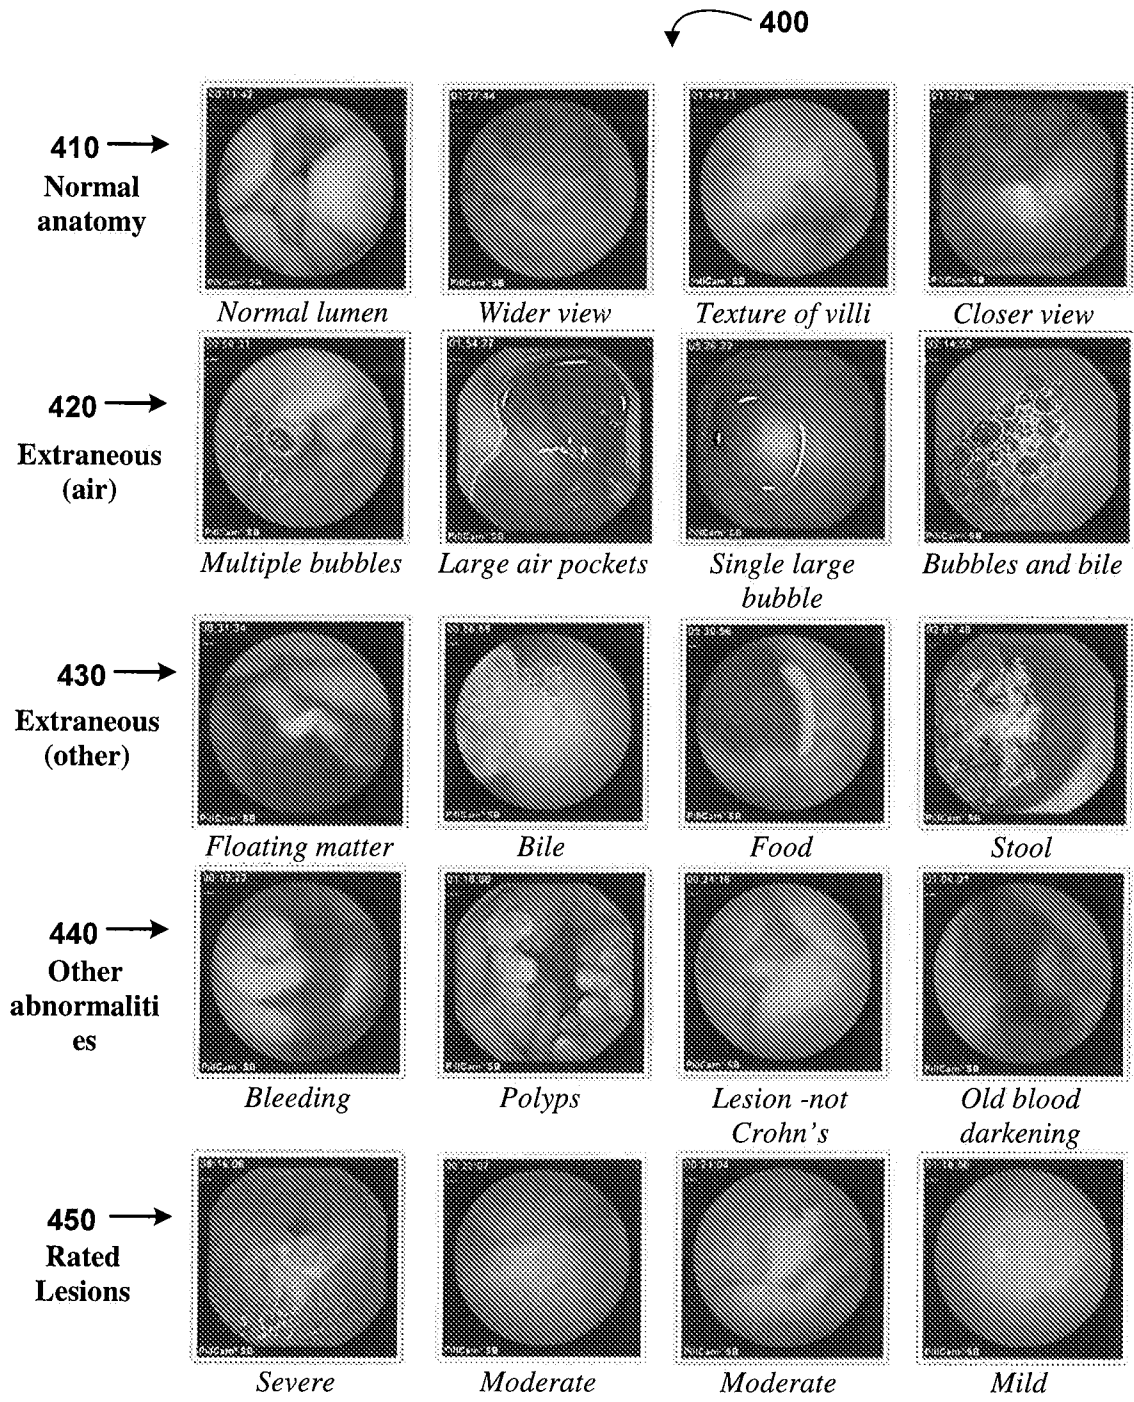 400
410
Normal
anatomy
Normal lumen
Wider view
Texture of villi
Closer view
420
Extraneous
(air)
Multiple bubbles
Large air pockets
Single large
bubble
Bubbles and bile
430
Extraneous
(other)
Floating matter
Bile
Food
Stool
440
Other
abnormaliti
es
Bleeding
Polyps
Lesion -not
Crohn's
Old blood
darkening
450
Rated
Lesions
Severe
Moderate
Moderate
Mild